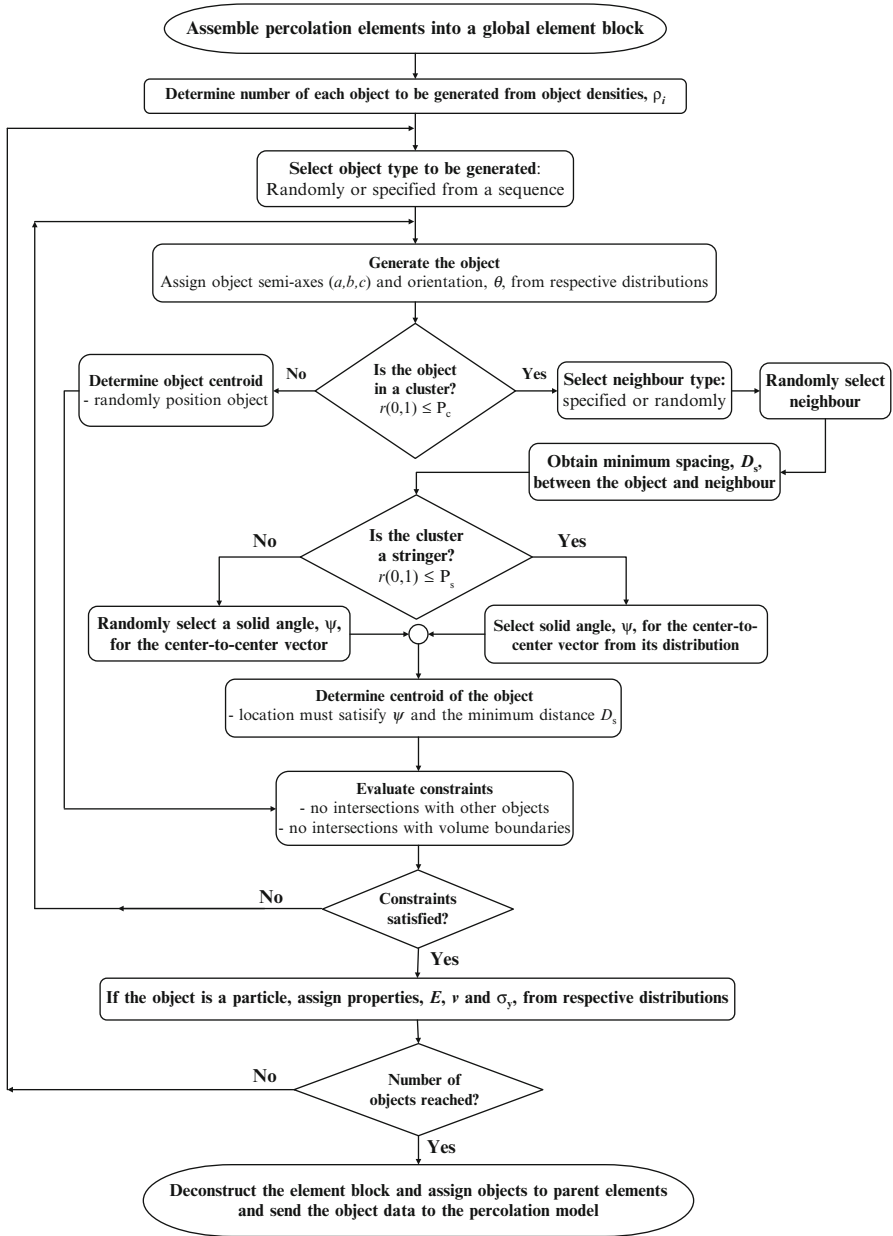 Assemble percolation elements into a global element block
Determine number of each object to be generated from object densities, ρi
Select object type to be generated:
Randomly or specified from a sequence
Generate the object
Assign object semi-axes (a,b,c) and orientation, θ, from respective distributions
Determine object centroid
- randomly position object
No
Is the object
in a cluster?
r(0,1) ≤ Pc
Yes
Select neighbour type:
specified or randomly
Randomly select
neighbour
Obtain minimum spacing, Ds,
between the object and neighbour
No
Is the cluster
a stringer?
r(0,1) ≤ Ps
Yes
Randomly select a solid angle, ψ,
for the center-to-center vector
Select solid angle, ψ, for the center-to-
center vector from its distribution
Determine centroid of the object
- location must satisify ψ and the minimum distance Ds
Evaluate constraints
- no intersections with other objects
- no intersections with volume boundaries
No
Constraints
satisfied?
Yes
If the object is a particle, assign properties, E, v and σy, from respective distributions
No
Number of
objects reached?
Yes
Deconstruct the element block and assign objects to parent elements
and send the object data to the percolation model